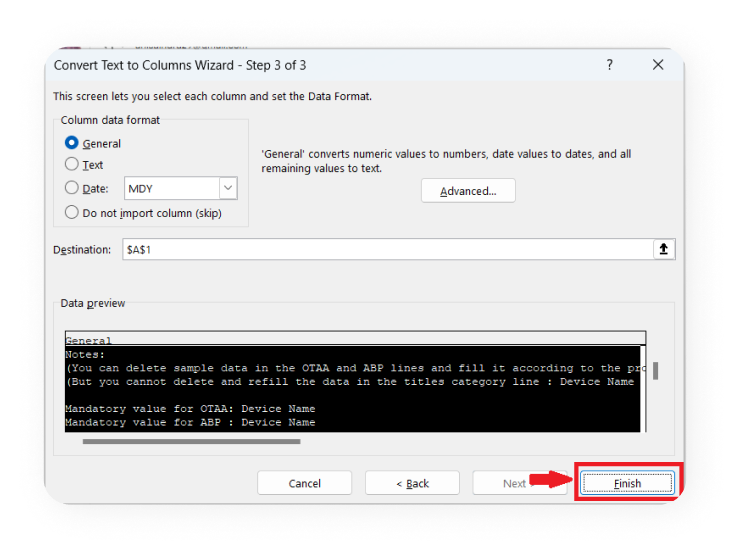 Convert Text to Columns Wizard - Step 3 of 3
?
This screen lets you select each column and set the Data Format.
Column data format
General
Text
Date: MDY
Do not import column (skip)
'General' converts numeric values to numbers, date values to dates, and all
remaining values to text.
Advanced...
Destination: $A$1
Data preview
General
Notes:
(You can delete sample data in the OTAA and ABP lines and fill it according to the
(But you cannot delete and refill the data in the titles category line : Device Name
Mandatory value for OTAA: Device Name
Mandatory value for ABP : Device Name
Cancel
< Back
Next
Finish